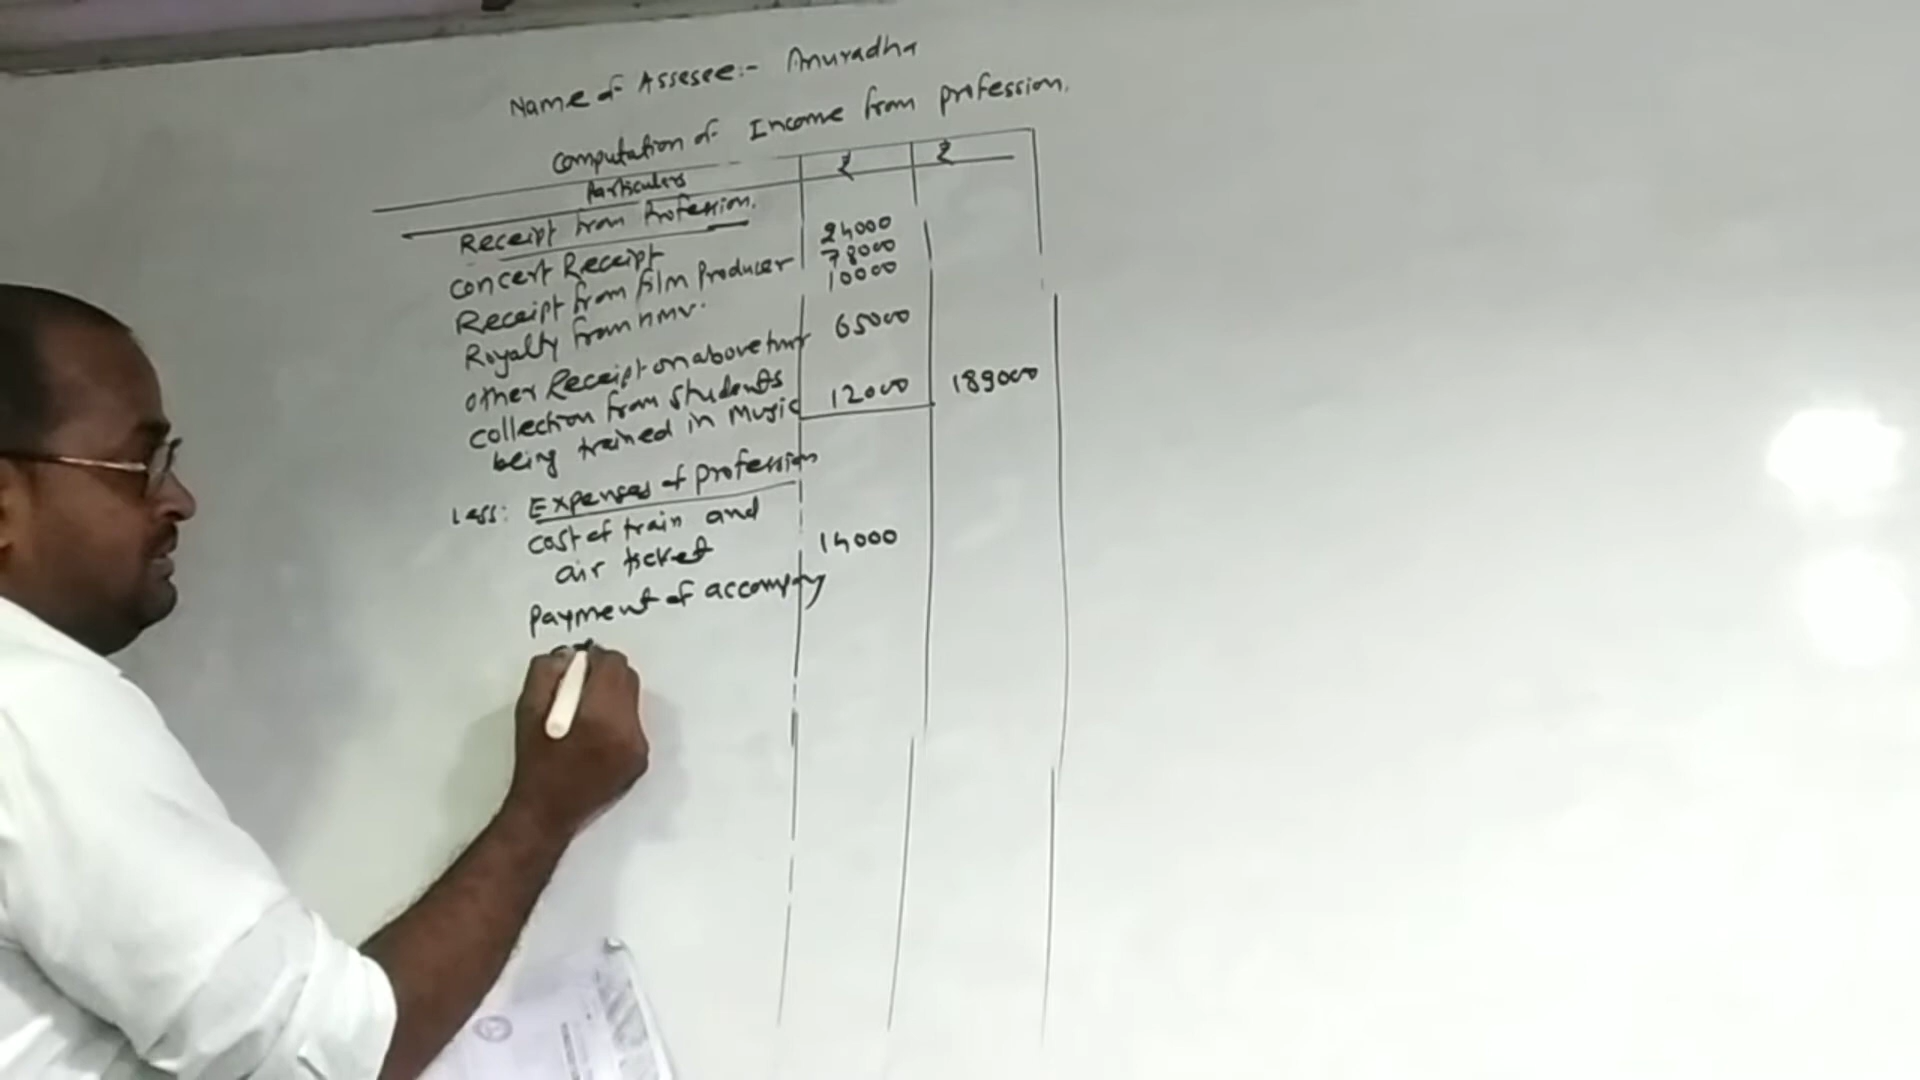 Name of Assesee:- Anuradha
Computation of Income from profession.
Particulars ₹ ₹
Receipt from Profession.
Concert Receipt 24000
Receipt from film Producer 78000
Royalty from HMV. 10000
other Receipt on above 65000
collection from students
being trained in Music 12000 189000
Less: Expenses of Profession
cost of train and
air ticket 14000
Payment of